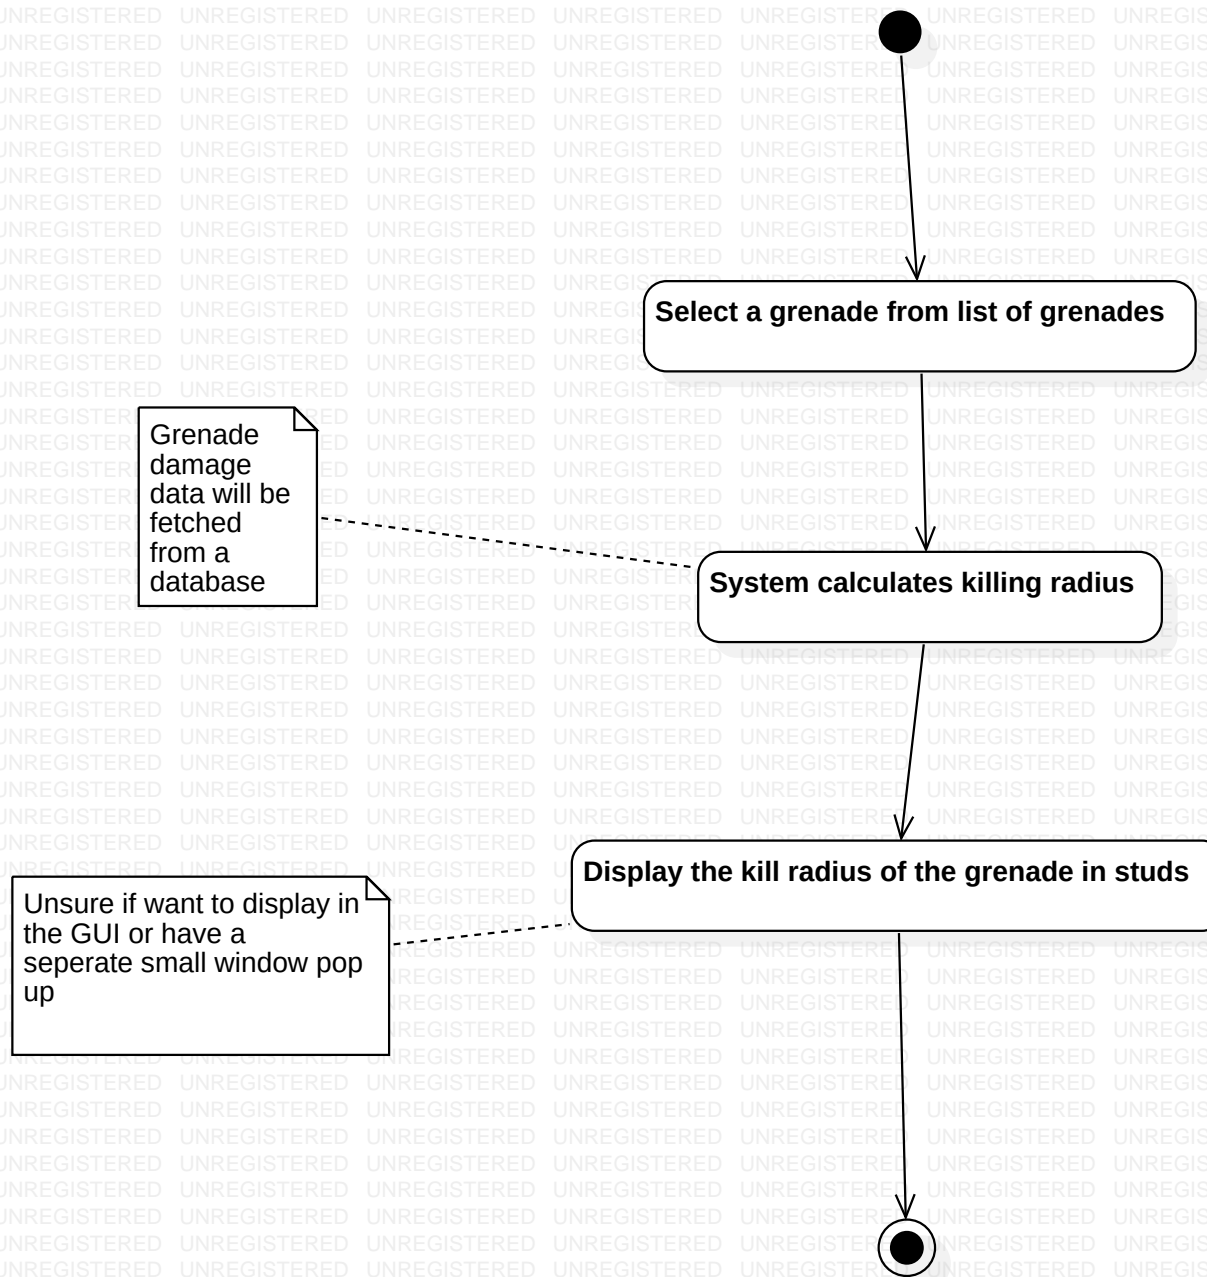 Select a grenade from list of grenades
Grenade
damage
data will be
fetched
from a
database
System calculates killing radius
Display the kill radius of the grenade in studs
Unsure if want to display in
the GUI or have a
seperate small window pop
up
UNREGISTERED